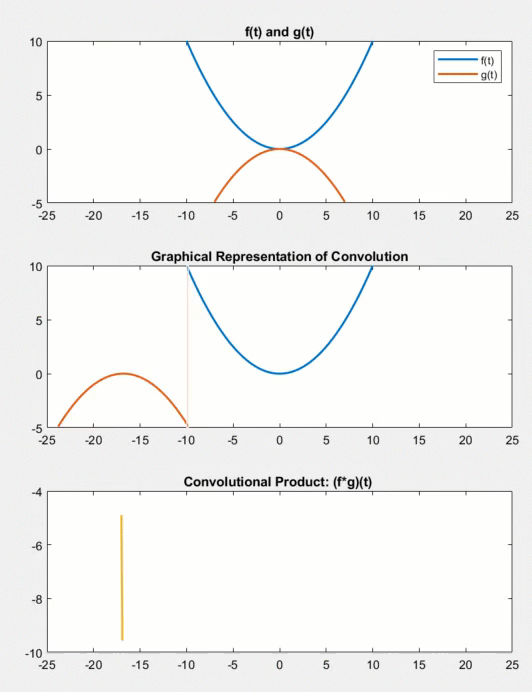 f(t) and g(t)
10
f(t)
g(t)
5
0
-5
-25 -20 -15 -10 -5 0 5 10 15 20 25
Graphical Representation of Convolution
10
5
0
-5
-25 -20 -15 -10 -5 0 5 10 15 20 25
Convolutional Product: (f*g)(t)
-4
-6
-8
-10
-25 -20 -15 -10 -5 0 5 10 15 20 25